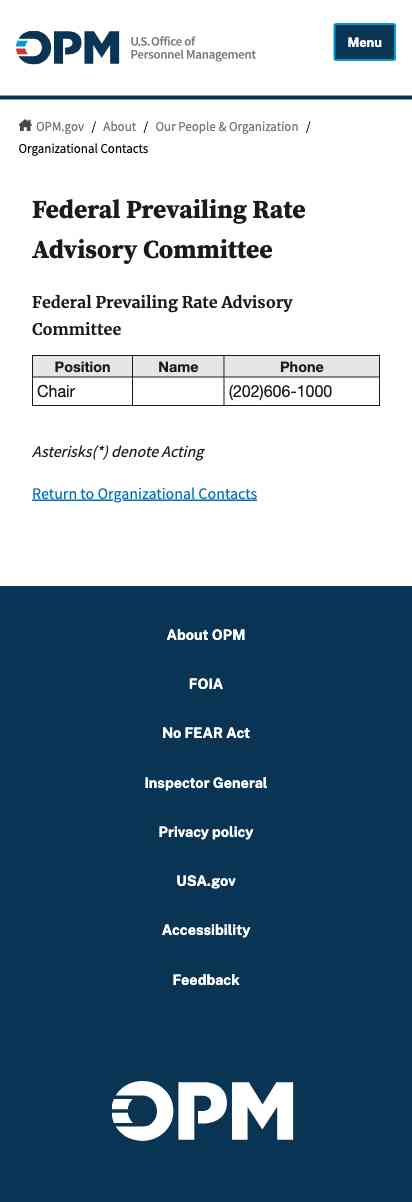 OPM U.S. Office of
Personnel Management
Menu
OPM.gov / About / Our People & Organization /
Organizational Contacts
Federal Prevailing Rate
Advisory Committee
Federal Prevailing Rate Advisory
Committee
Position Name Phone
Chair (202)606-1000
Asterisks(*) denote Acting
Return to Organizational Contacts
About OPM
FOIA
No FEAR Act
Inspector General
Privacy policy
USA.gov
Accessibility
Feedback
OPM